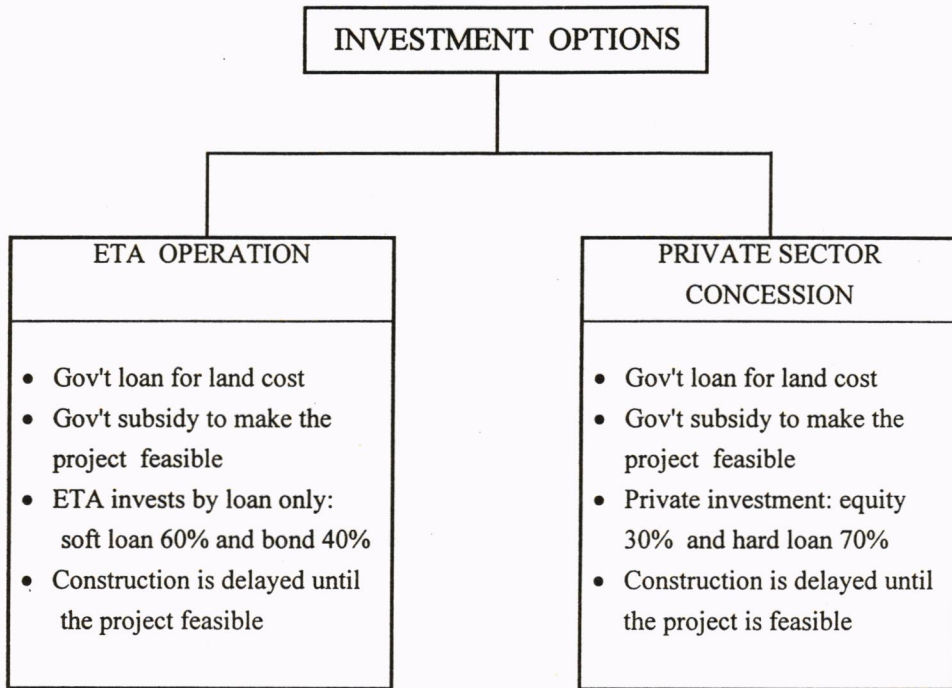 INVESTMENT OPTIONS
ETA OPERATION
• Gov't loan for land cost
• Gov't subsidy to make the
project feasible
• ETA invests by loan only:
soft loan 60% and bond 40%
• Construction is delayed until
the project feasible
PRIVATE SECTOR
CONCESSION
• Gov't loan for land cost
• Gov't subsidy to make the
project feasible
• Private investment: equity
30% and hard loan 70%
• Construction is delayed until
the project is feasible